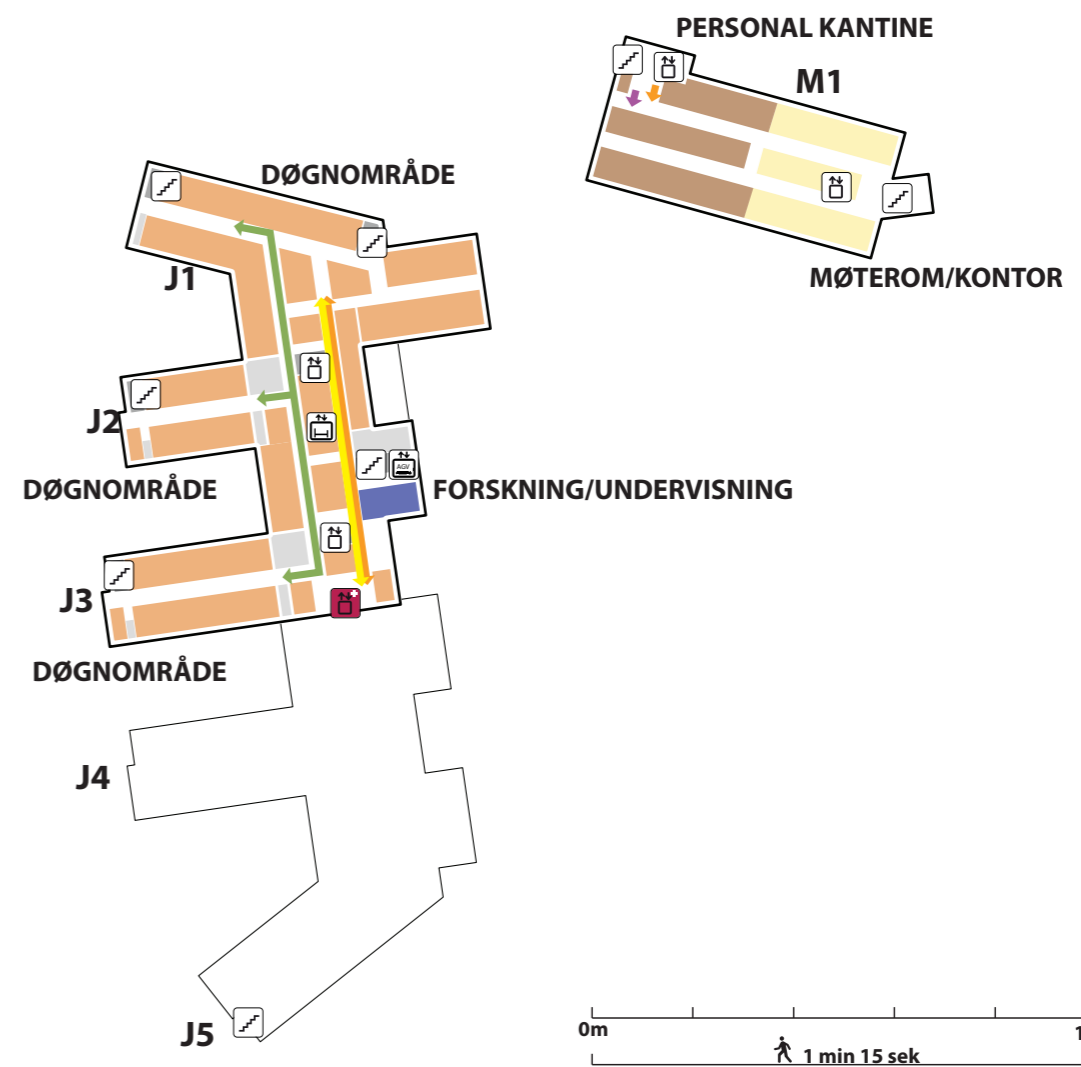 PERSONAL KANTINE
M1
DØGNOMRÅDE
J1
MØTEROM/KONTOR
J2
AGV
DØGNOMRÅDE
FORSKNING/UNDERVISNING
J3
DØGNOMRÅDE
J4
J5
0m
1
1 min 15 sek